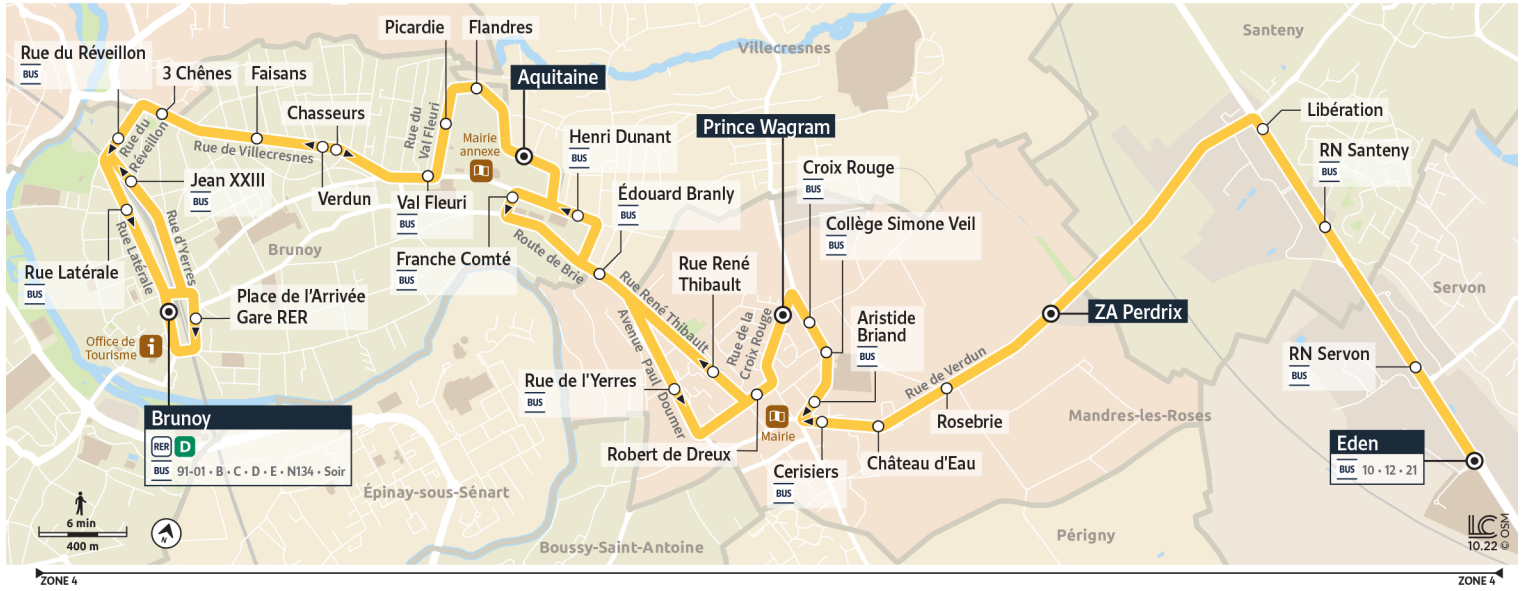 Picardie
Flandres
Villecresnes
Santeny
Rue du Réveillon
BUS
3 Chênes
Faisans
Aquitaine
Chasseurs
Libération
Rue du
Val Fleuri
Mairie
annexe
Henri Dunant
BUS
Prince Wagram
Rue du
Réveillon
Rue de Villecresnes
RN Santeny
BUS
Croix Rouge
BUS
Jean XXIII
BUS
Verdun
Val Fleuri
BUS
Édouard Branly
BUS
Collège Simone Veil
BUS
Rue d'Yerres
Rue Latérale
Brunoy
Route de Brie
Franche Comté
BUS
Rue René
Thibault
Rue Latérale
BUS
Servon
Place de l'Arrivée
Gare RER
Rue René Thibault
Avenue Paul Doumer
Rue de la
Croix Rouge
Aristide
Briand
BUS
ZA Perdrix
Office de
Tourisme
i
RN Servon
BUS
Rue de l'Yerres
BUS
Rue de Verdun
Brunoy
RER D
BUS 91-01 • B • C • D • E • N134 • Soir
Mairie
Rosebrie
Mandres-les-Roses
Robert de Dreux
Cerisiers
BUS
Château d'Eau
Eden
BUS 10 • 12 • 21
Épinay-sous-Sénart
6 min
400 m
N
Boussy-Saint-Antoine
Périgny
LC
10.22 © OSM
ZONE 4
ZONE 4